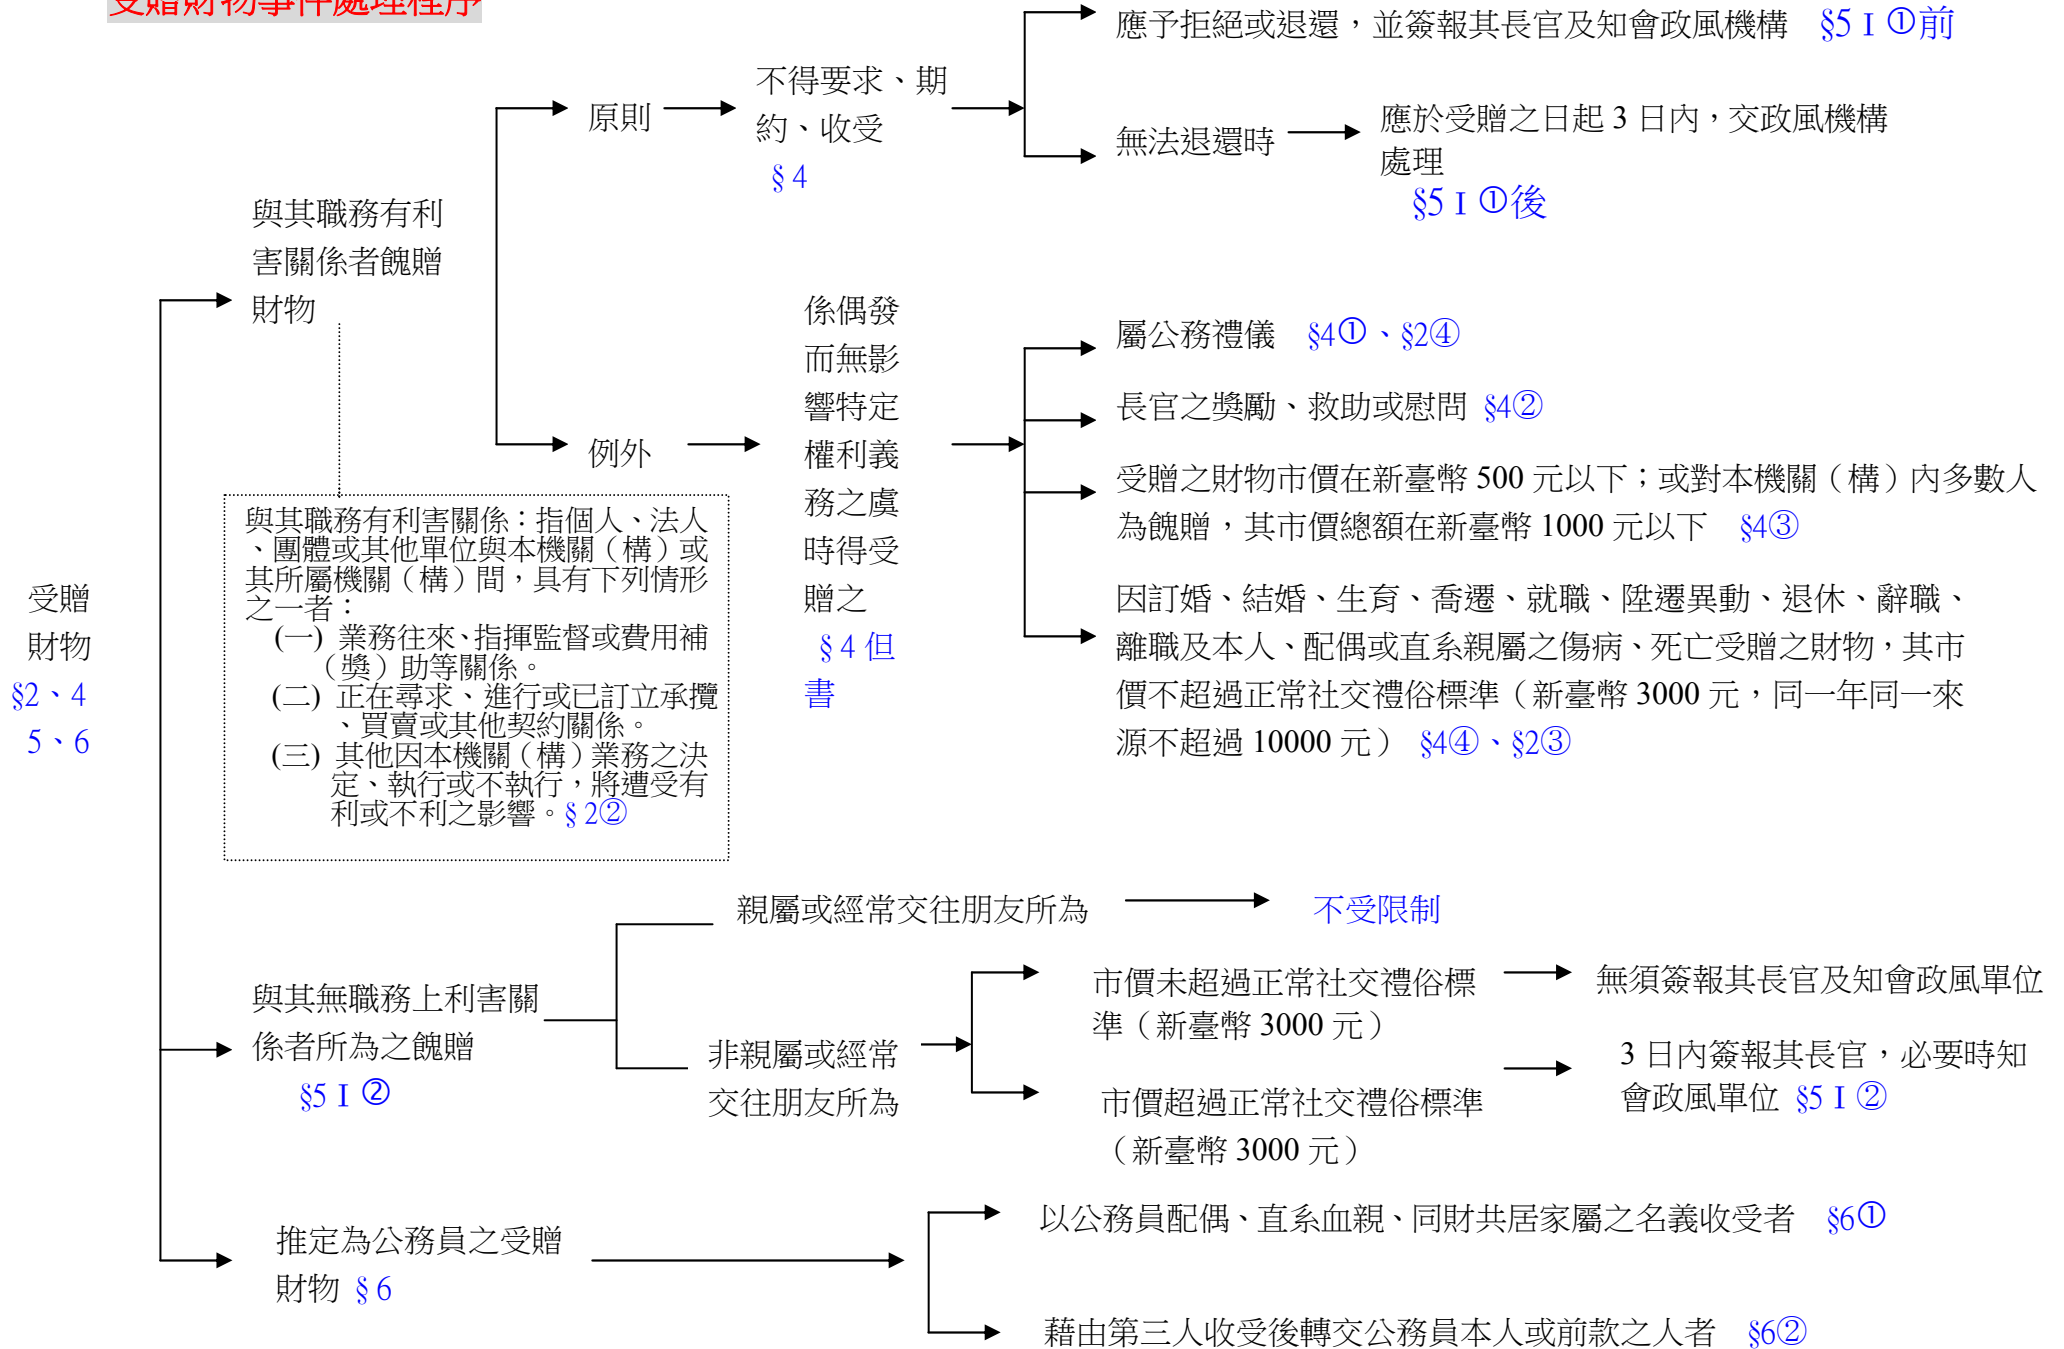 受贈財物事件處理程序
應予拒絕或退還，並簽報其長官及知會政風機構 §5 I ①前
不得要求、期
約、收受
§4
原則
無法退還時
應於受贈之日起 3 日內，交政風機構
處理
§5 I ①後
與其職務有利
害關係者餽贈
財物
係偶發
而無影
響特定
權利義
務之虞
時得受
贈之
§4 但
書
例外
屬公務禮儀 §4①、§2④
長官之獎勵、救助或慰問 §4②
受贈之財物市價在新臺幣 500 元以下；或對本機關（構）內多數人
為餽贈，其市價總額在新臺幣 1000 元以下 §4③
因訂婚、結婚、生育、喬遷、就職、陞遷異動、退休、辭職、
離職及本人、配偶或直系親屬之傷病、死亡受贈之財物，其市
價不超過正常社交禮俗標準（新臺幣 3000 元，同一年同一來
源不超過 10000 元） §4④、§2③
與其職務有利害關係：指個人、法人
、團體或其他單位與本機關（構）或
其所屬機關（構）間，具有下列情形
之一者：
(一) 業務往來、指揮監督或費用補
（獎）助等關係。
(二) 正在尋求、進行或已訂立承攬
、買賣或其他契約關係。
(三) 其他因本機關（構）業務之決
定、執行或不執行，將遭受有
利或不利之影響。§2②
受贈
財物
§2、4
5、6
與其無職務上利害關
係者所為之餽贈
§5 I ②
親屬或經常交往朋友所為
不受限制
非親屬或經常
交往朋友所為
市價未超過正常社交禮俗標
準（新臺幣 3000 元）
無須簽報其長官及知會政風單位
市價超過正常社交禮俗標準
（新臺幣 3000 元）
3 日內簽報其長官，必要時知
會政風單位 §5 I ②
推定為公務員之受贈
財物 §6
以公務員配偶、直系血親、同財共居家屬之名義收受者 §6①
藉由第三人收受後轉交公務員本人或前款之人者 §6②